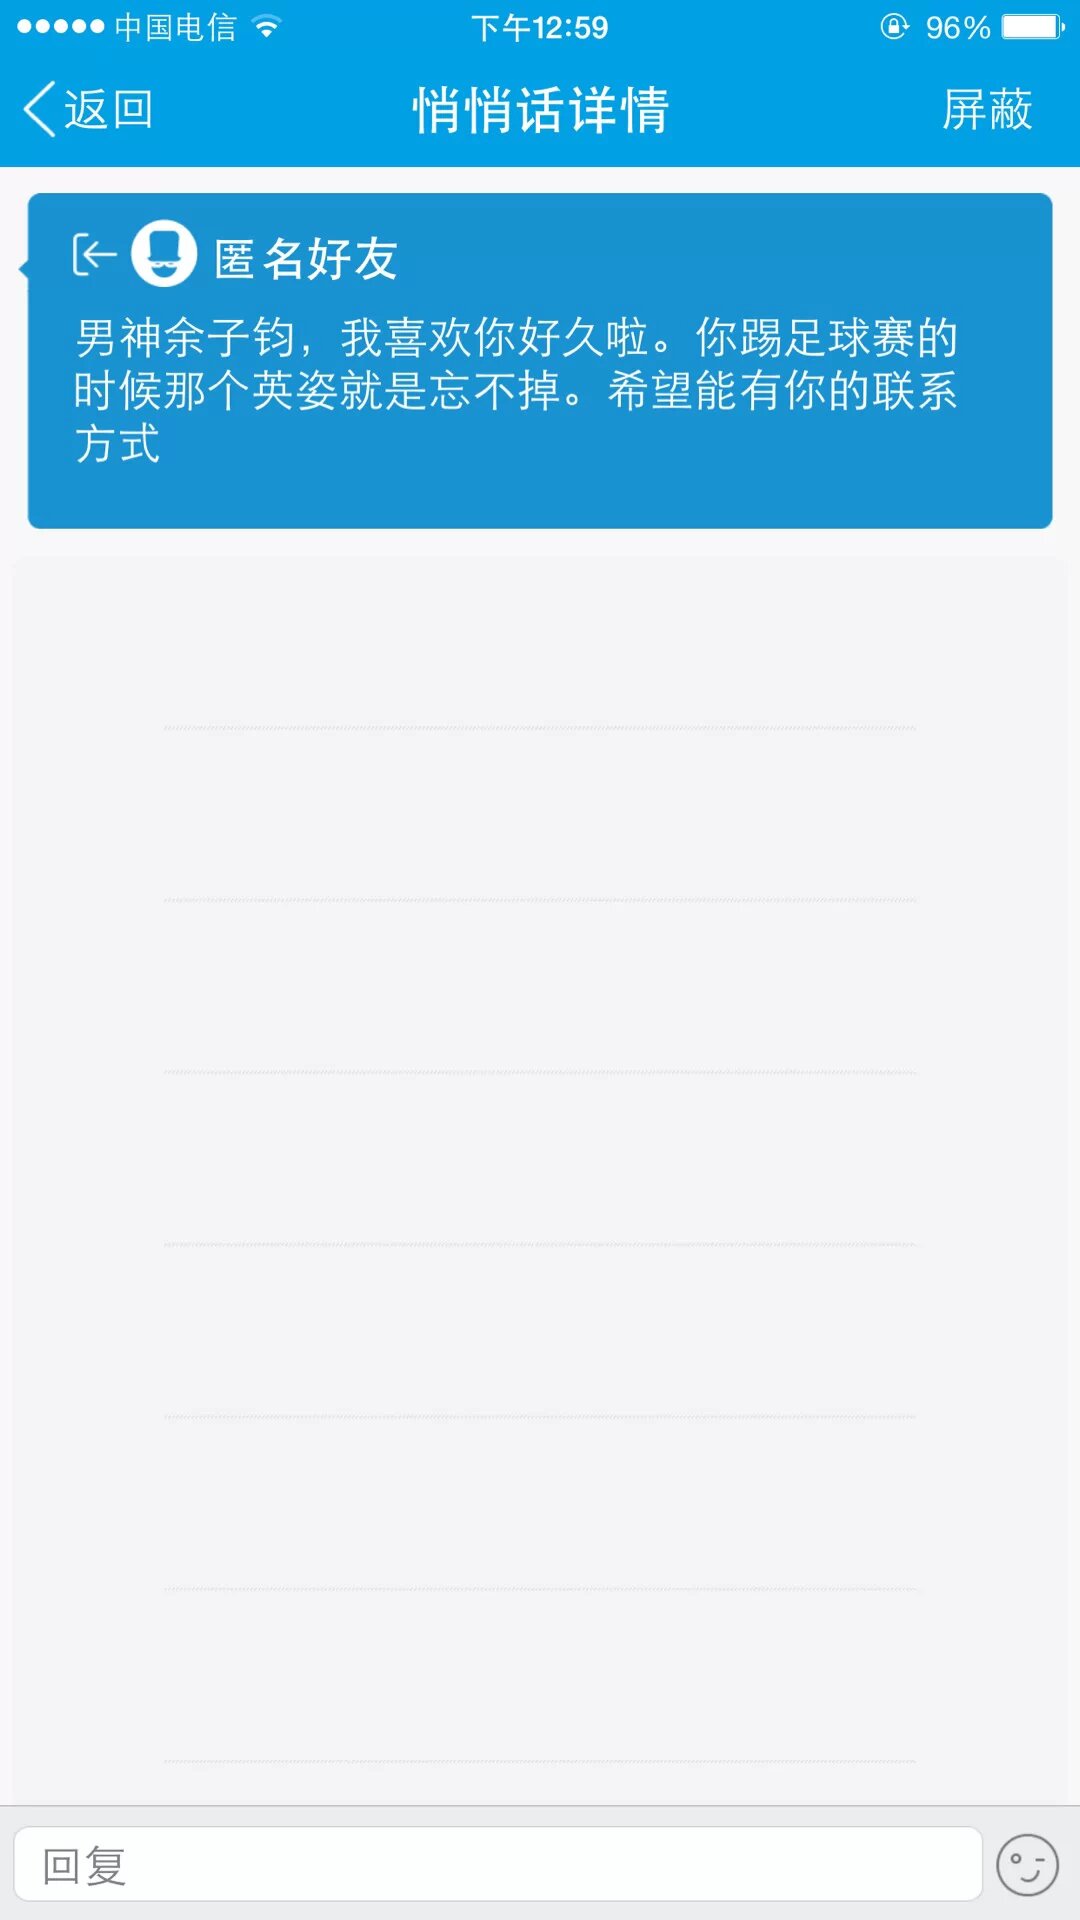 中国电信 下午12:59 96%
返回 悄悄话详情 屏蔽
匿名好友
男神余子钧，我喜欢你好久啦。你踢足球赛的
时候那个英姿就是忘不掉。希望能有你的联系
方式
回复